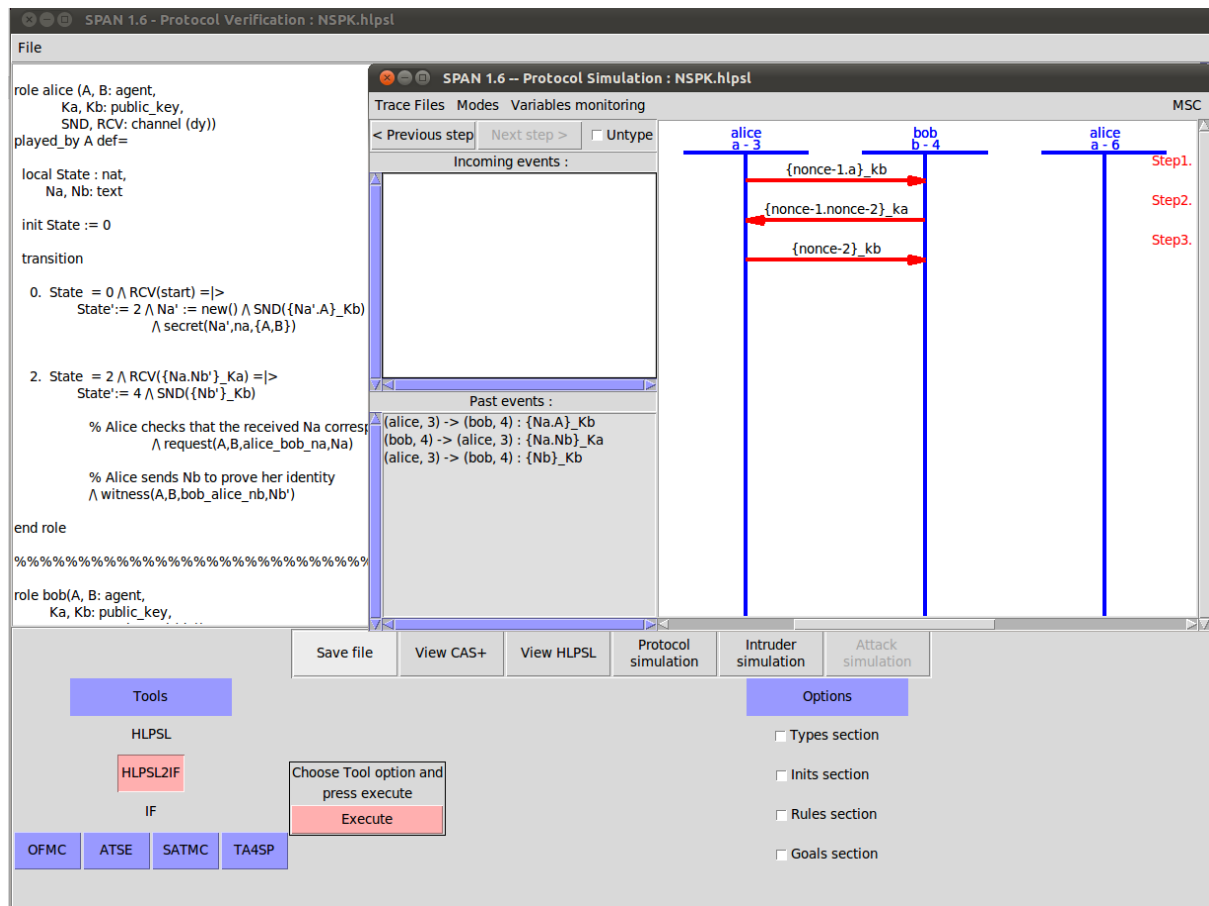 SPAN 1.6 - Protocol Verification : NSPK.hlpsl
File
role alice (A, B: agent,
Ka, Kb: public_key,
SND, RCV: channel (dy))
played_by A def=
local State : nat,
Na, Nb: text
init State := 0
transition
0. State = 0 /\ RCV(start) =|>
State':= 2 /\ Na' := new() /\ SND({Na'.A}_Kb)
/\ secret(Na',na,{A,B})
2. State = 2 /\ RCV({Na.Nb'}_Ka) =|>
State':= 4 /\ SND({Nb'}_Kb)
% Alice checks that the received Na corresp
/\ request(A,B,alice_bob_na,Na)
% Alice sends Nb to prove her identity
/\ witness(A,B,bob_alice_nb,Nb')
end role
%%%%%%%%%%%%%%%%%%%%%%%%%%%%
role bob(A, B: agent,
Ka, Kb: public_key,
SPAN 1.6 -- Protocol Simulation : NSPK.hlpsl
Trace Files Modes Variables monitoring MSC
< Previous step Next step > Untype
Incoming events :
Past events :
(alice, 3) -> (bob, 4) : {Na.A}_Kb
(bob, 4) -> (alice, 3) : {Na.Nb}_Ka
(alice, 3) -> (bob, 4) : {Nb}_Kb
alice bob alice
a - 3 b - 4 a - 6
Step1.
{nonce-1.a}_kb
Step2.
{nonce-1.nonce-2}_ka
Step3.
{nonce-2}_kb
Save file View CAS+ View HLPSL Protocol simulation Intruder simulation Attack simulation
Tools
HLPSL
HLPSL2IF
IF
OFMC ATSE SATMC TA4SP
Choose Tool option and
press execute
Execute
Options
Types section
Inits section
Rules section
Goals section